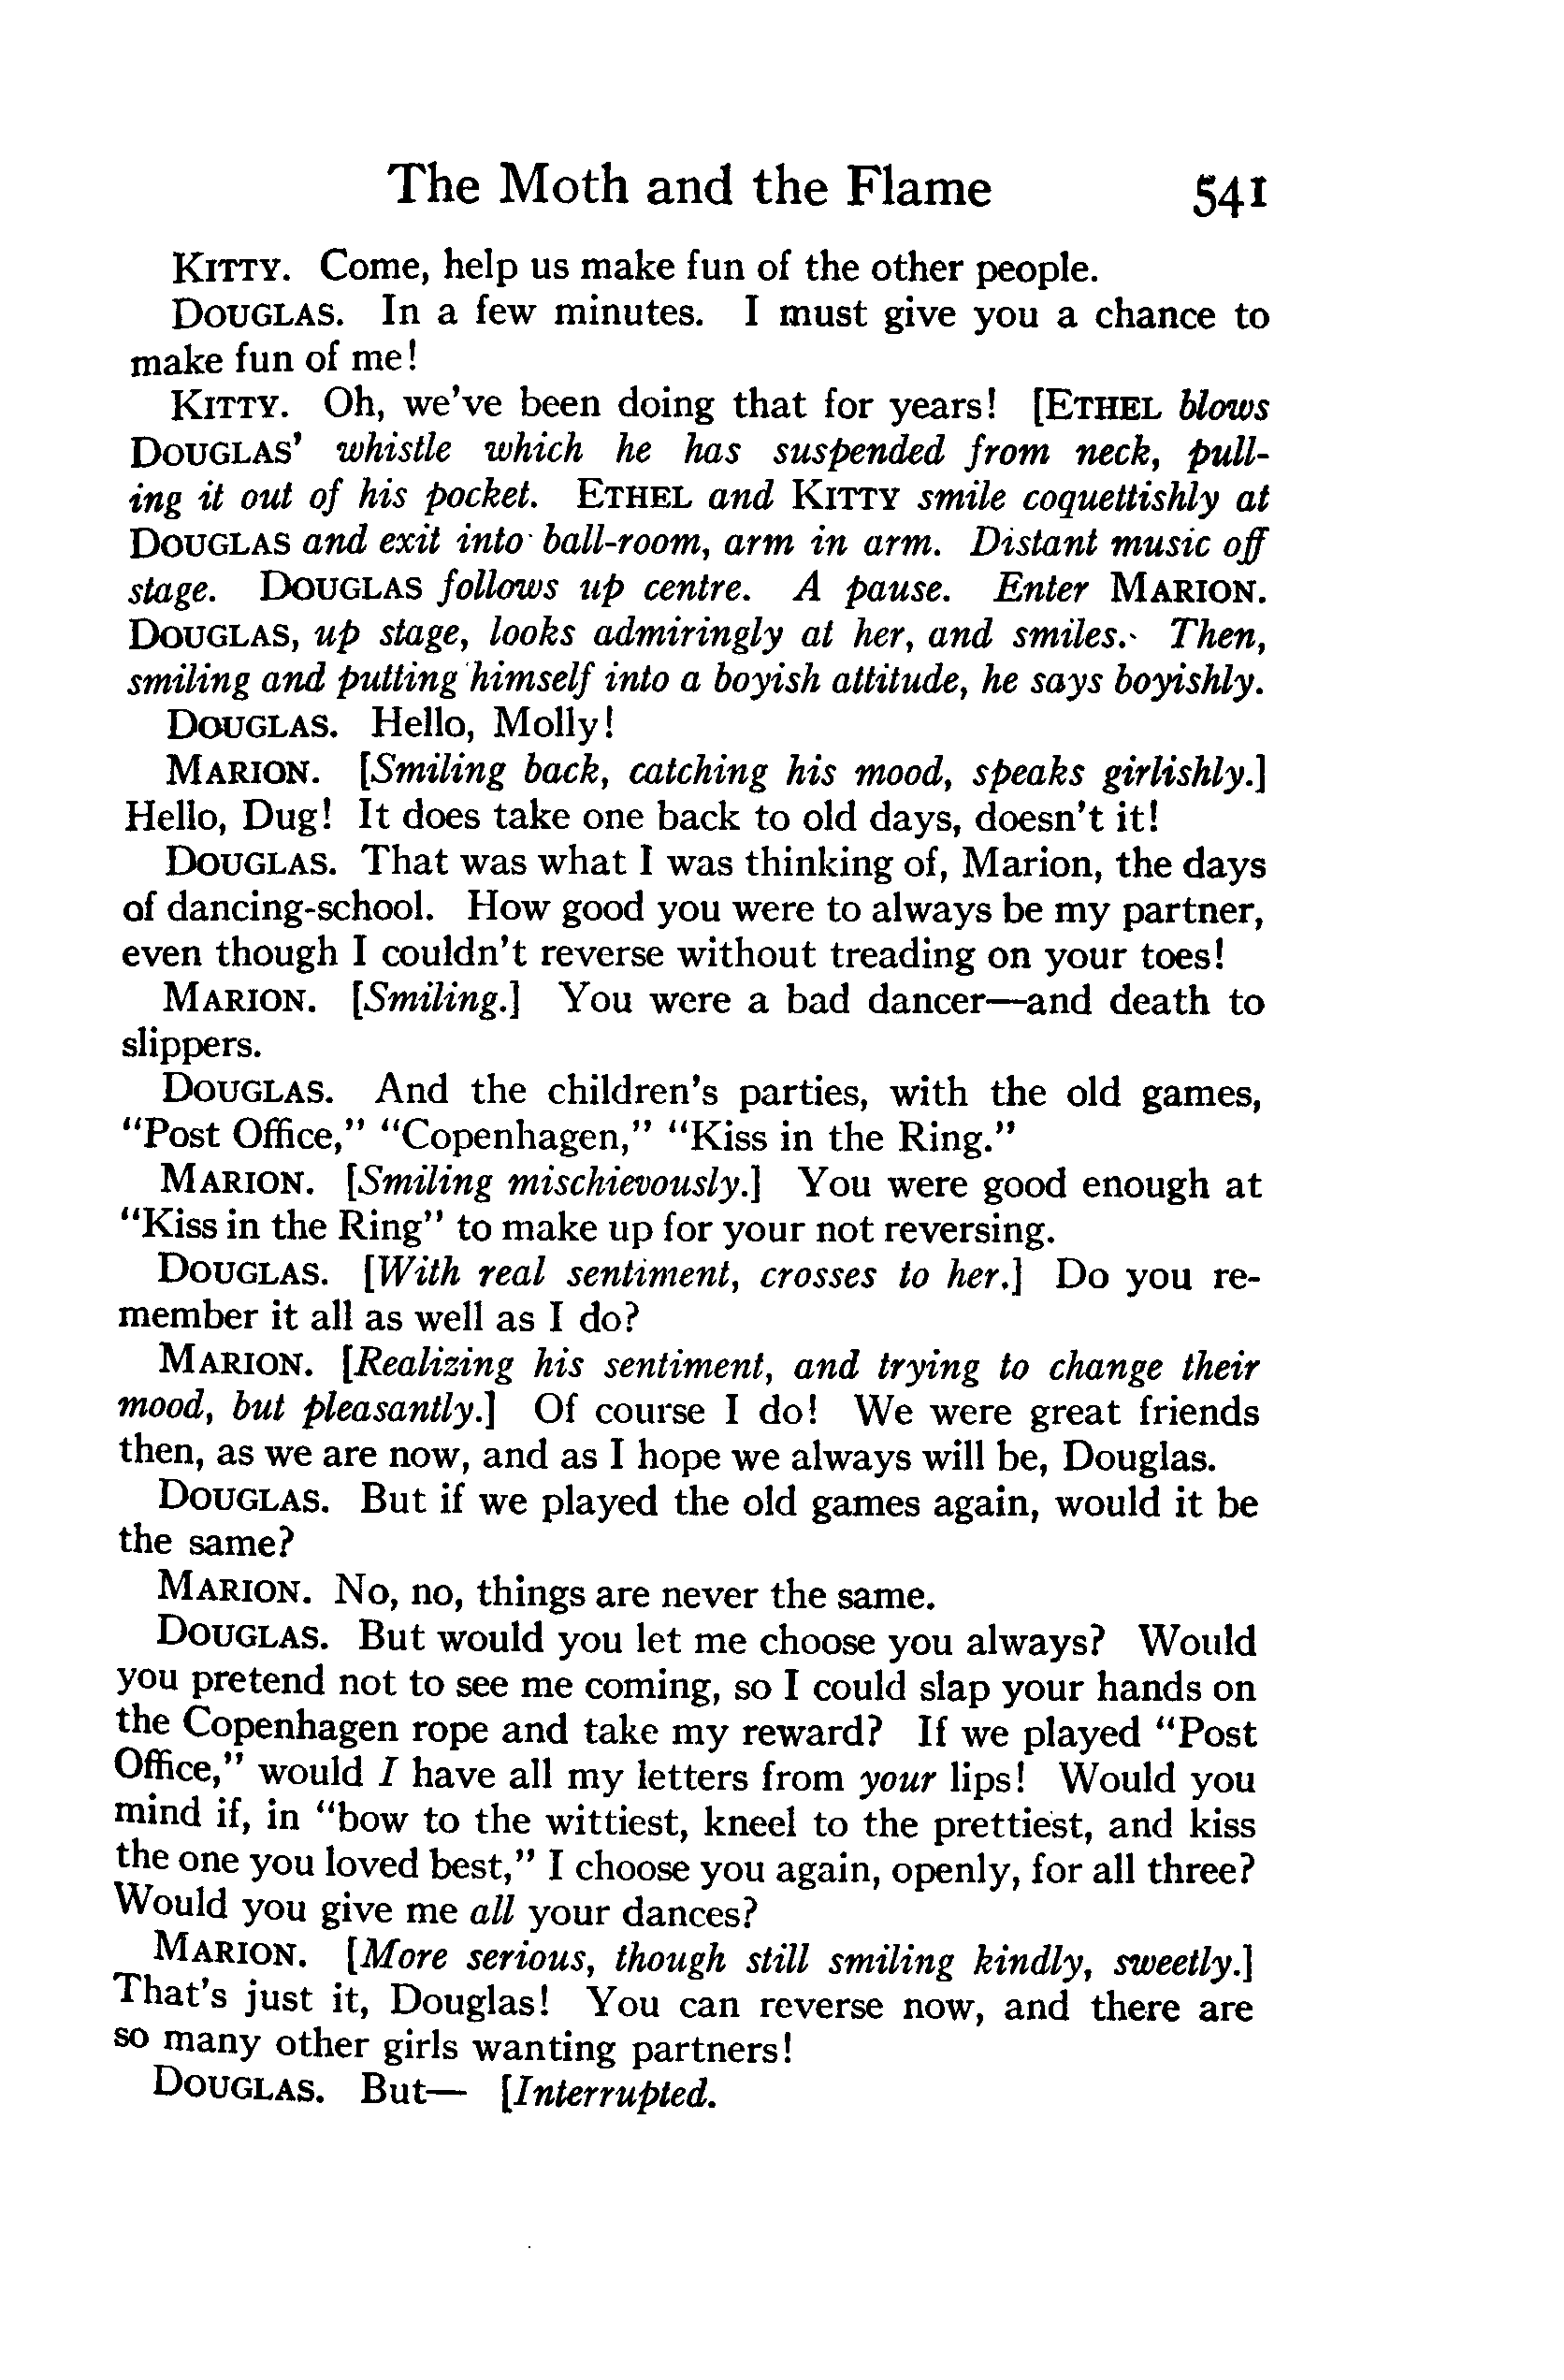 The Moth and the Flame 541
KITTY. Come, help us make fun of the other people.
DOUGLAS. In a few minutes. I must give you a chance to
make fun of me!
KITTY. Oh, we've been doing that for years! [ETHEL blows
DOUGLAS' whistle which he has suspended from neck, pull-
ing it out of his pocket. ETHEL and KITTY smile coquettishly at
DOUGLAS and exit into ball-room, arm in arm. Distant music off
stage. DOUGLAS follows up centre. A pause. Enter MARION.
DOUGLAS, up stage, looks admiringly at her, and smiles. Then,
smiling and putting himself into a boyish attitude, he says boyishly.
DOUGLAS. Hello, Molly!
MARION. [Smiling back, catching his mood, speaks girlishly.]
Hello, Dug! It does take one back to old days, doesn't it!
DOUGLAS. That was what I was thinking of, Marion, the days
of dancing-school. How good you were to always be my partner,
even though I couldn't reverse without treading on your toes!
MARION. [Smiling.] You were a bad dancer—and death to
slippers.
DOUGLAS. And the children's parties, with the old games,
"Post Office," "Copenhagen," "Kiss in the Ring."
MARION. [Smiling mischievously.] You were good enough at
"Kiss in the Ring" to make up for your not reversing.
DOUGLAS. [With real sentiment, crosses to her.] Do you re-
member it all as well as I do?
MARION. [Realizing his sentiment, and trying to change their
mood, but pleasantly.] Of course I do! We were great friends
then, as we are now, and as I hope we always will be, Douglas.
DOUGLAS. But if we played the old games again, would it be
the same?
MARION. No, no, things are never the same.
DOUGLAS. But would you let me choose you always? Would
you pretend not to see me coming, so I could slap your hands on
the Copenhagen rope and take my reward? If we played "Post
Office," would I have all my letters from your lips! Would you
mind if, in "bow to the wittiest, kneel to the prettiest, and kiss
the one you loved best," I choose you again, openly, for all three?
Would you give me all your dances?
MARION. [More serious, though still smiling kindly, sweetly.]
That's just it, Douglas! You can reverse now, and there are
so many other girls wanting partners!
DOUGLAS. But— [Interrupted.